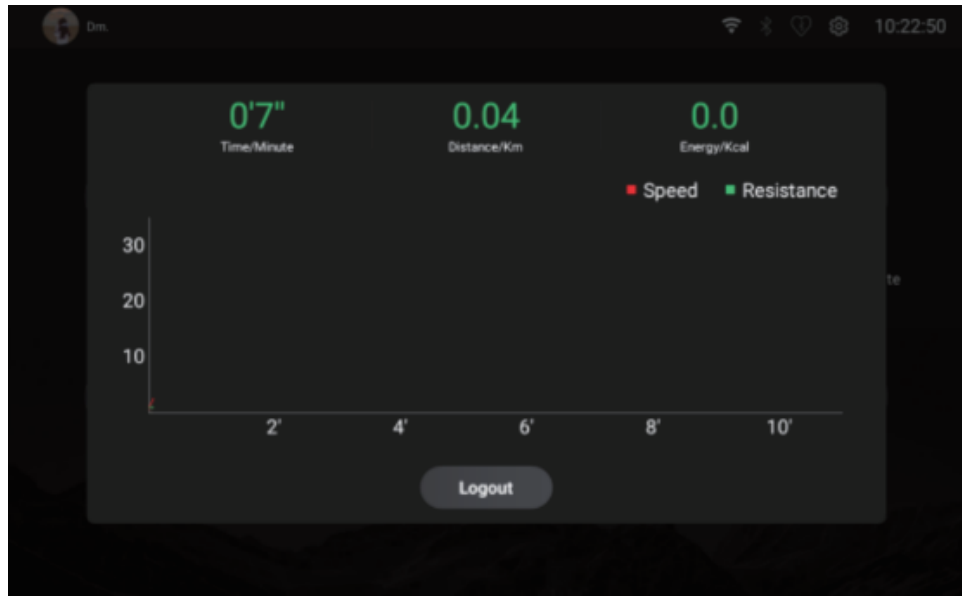 Dm.
10:22:50
0'7" 0.04 0.0
Time/Minute Distance/Km Energy/Kcal
Speed Resistance
30
te
20
10
2' 4' 6' 8' 10'
Logout